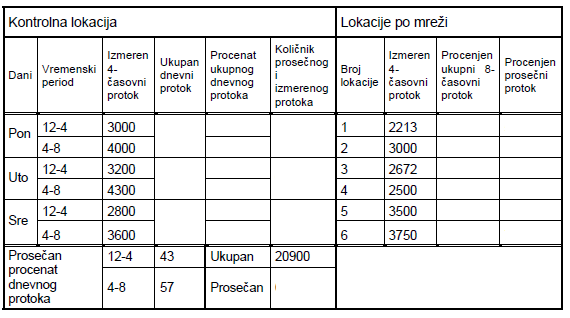 Kontrolna lokacija
Lokacije po mreži
Dani
Vremenski
period
Izmeren
4-
časovni
protok
Ukupan
dnevni
protok
Procenat
ukupnog
dnevnog
protoka
Količnik
prosečnog
i
izmerenog
protoka
Broj
lokacije
Izmeren
4-
časovni
protok
Procenjen
ukupni 8-
časovni
protok
Procenjen
prosečni
protok
Pon
12-4 3000
4-8 4000
Uto
12-4 3200
4-8 4300
Sre
12-4 2800
4-8 3600
1 2213
2 3000
3 2672
4 2500
5 3500
6 3750
Prosečan
procenat
dnevnog
protoka
12-4 43 Ukupan 20900
4-8 57 Prosečan